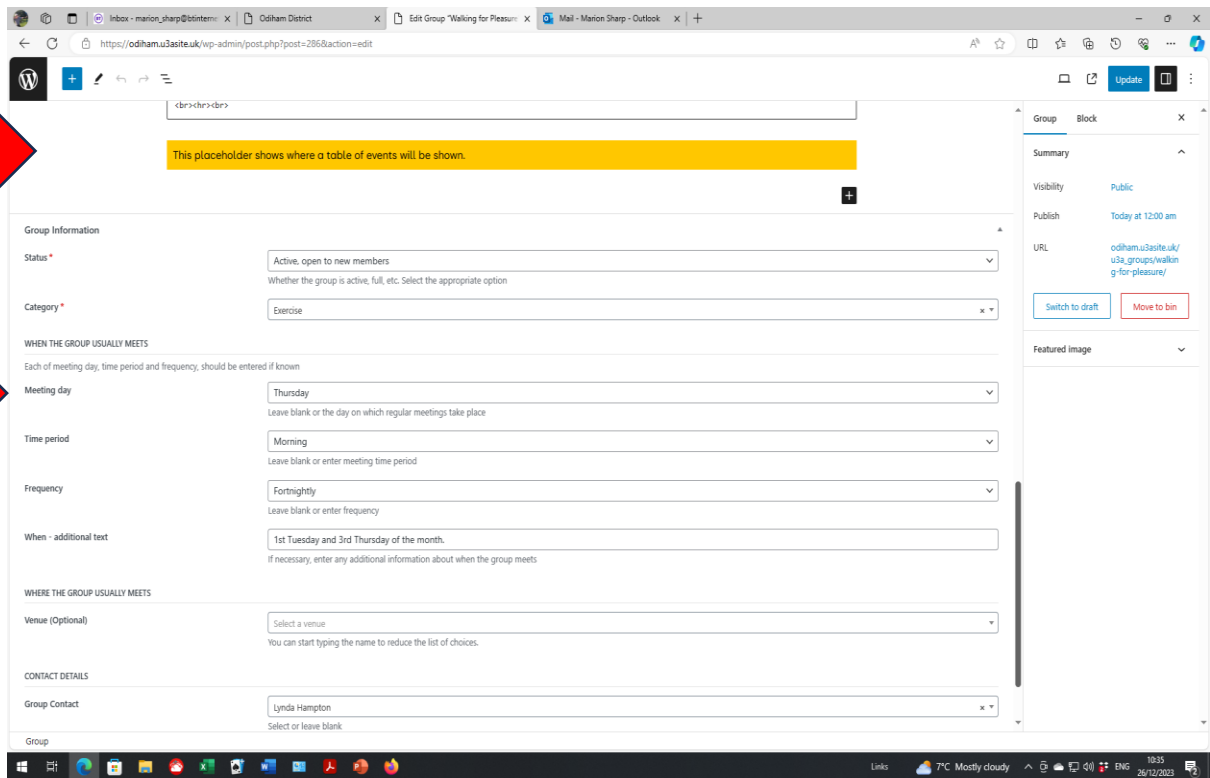 Inbox - marion_sharp@btinterne
Odiham District
Edit Group "Walking for Pleasure
Mail - Marion Sharp - Outlook
https://odiham.u3asite.uk/wp-admin/post.php?post=286&action=edit
Update
<br><hr><br>
Group Block
This placeholder shows where a table of events will be shown.
Summary
Visibility Public
Publish Today at 12:00 am
URL odiham.u3asite.uk/
u3a_groups/walkin
g-for-pleasure/
Switch to draft Move to bin
Featured image
Group Information
Status *
Active, open to new members
Whether the group is active, full, etc. Select the appropriate option
Category *
Exercise
WHEN THE GROUP USUALLY MEETS
Each of meeting day, time period and frequency, should be entered if known
Meeting day
Thursday
Leave blank or the day on which regular meetings take place
Time period
Morning
Leave blank or enter meeting time period
Frequency
Fortnightly
Leave blank or enter frequency
When - additional text
1st Tuesday and 3rd Thursday of the month.
If necessary, enter any additional information about when the group meets
WHERE THE GROUP USUALLY MEETS
Venue (Optional)
Select a venue
You can start typing the name to reduce the list of choices.
CONTACT DETAILS
Group Contact
Lynda Hampton
Select or leave blank
Group
Links 7°C Mostly cloudy ENG 10:35
26/12/2023